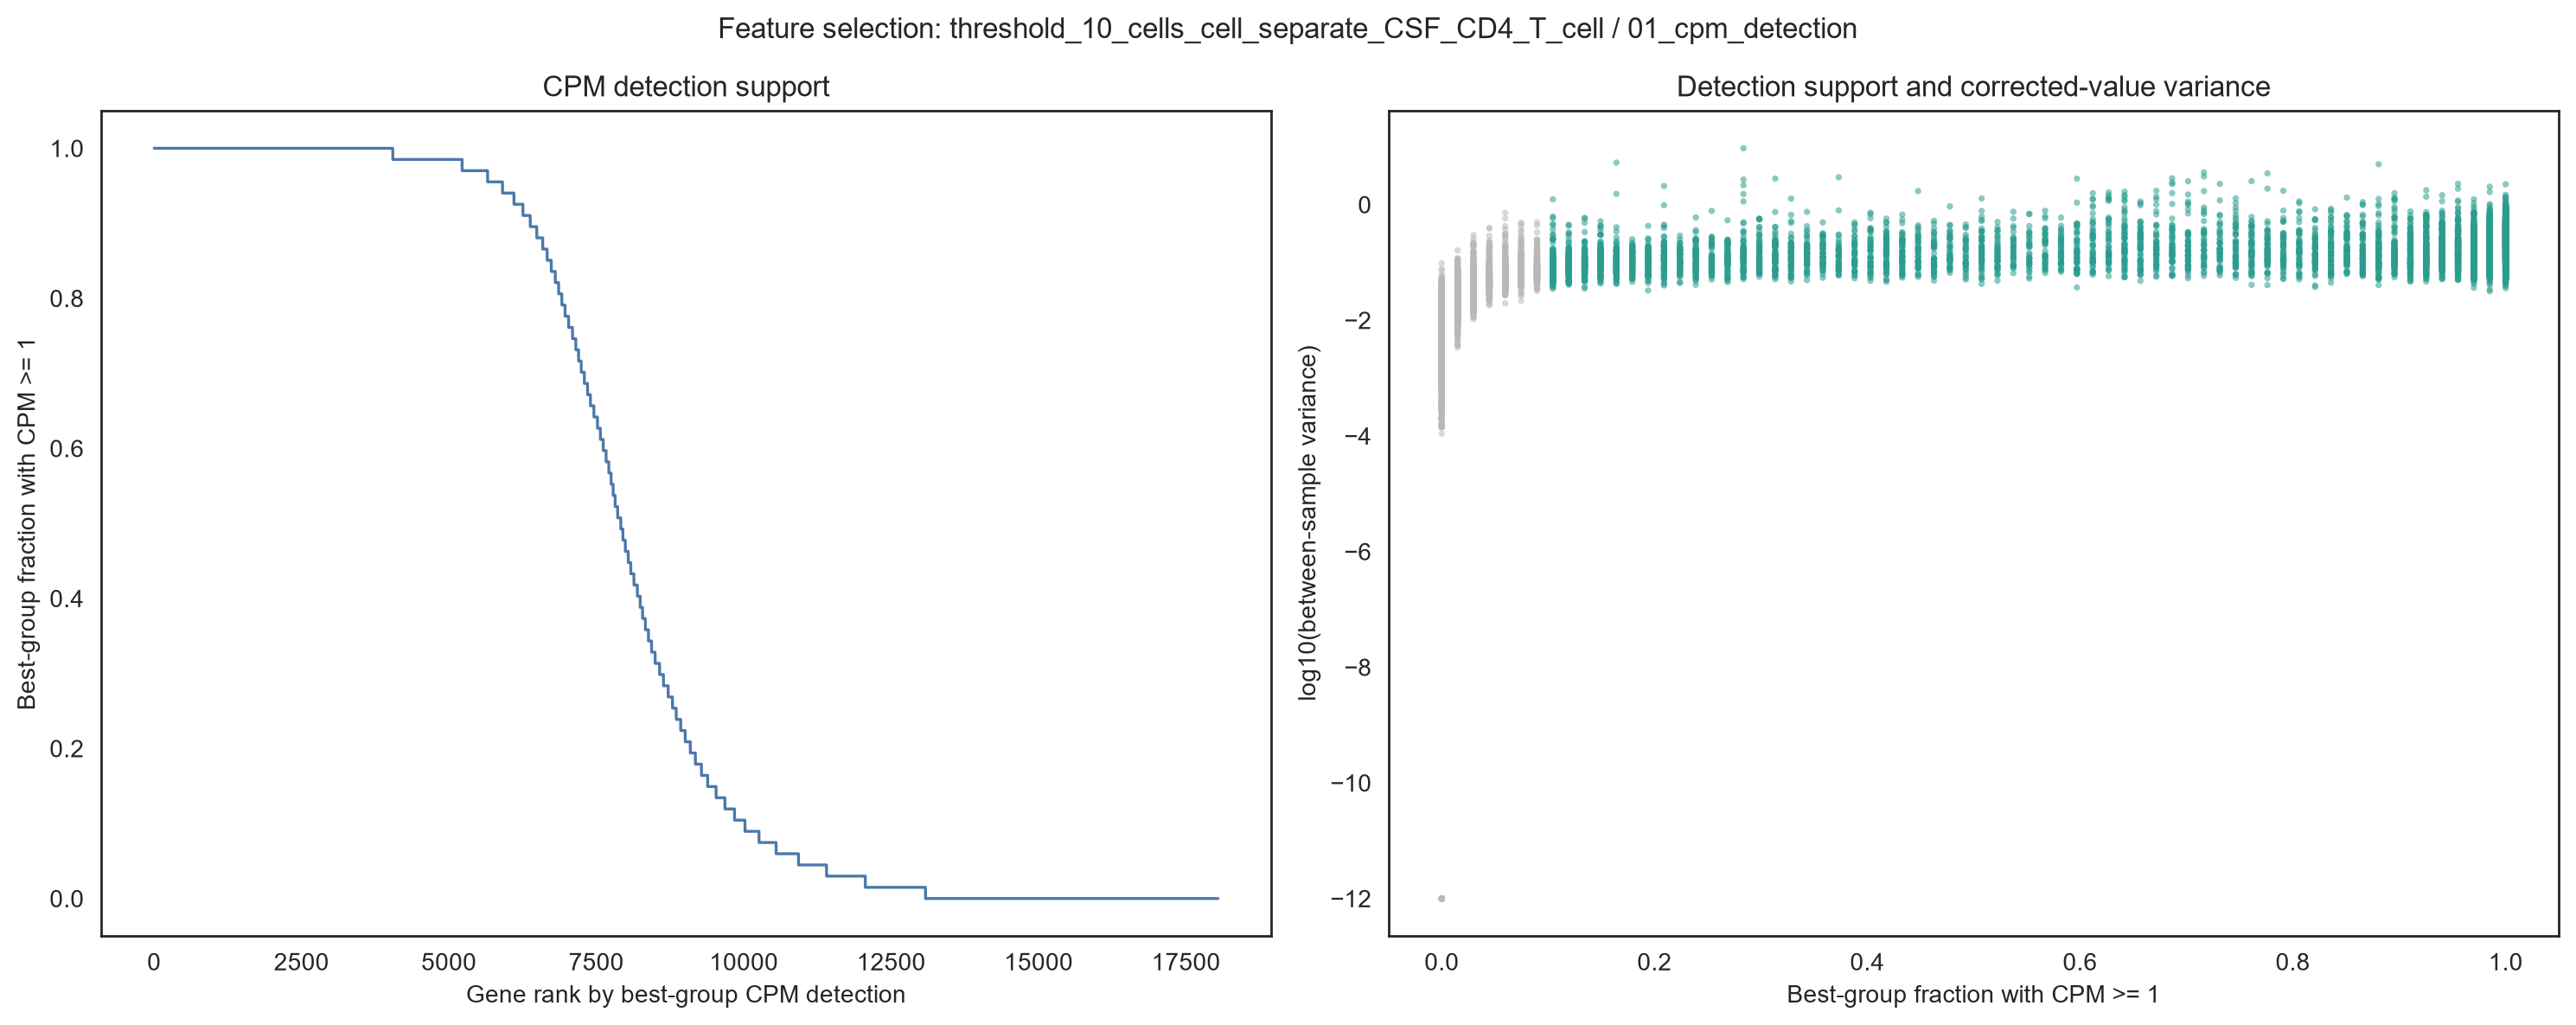 Feature selection: threshold_10_cells_cell_separate_CSF_CD4_T_cell / 01_cpm_detection
CPM detection support
Best-group fraction with CPM >= 1
1.0
0.8
0.6
0.4
0.2
0.0
0 2500 5000 7500 10000 12500 15000 17500
Gene rank by best-group CPM detection
Detection support and corrected-value variance
log10(between-sample variance)
0
−2
−4
−6
−8
−10
−12
0.0 0.2 0.4 0.6 0.8 1.0
Best-group fraction with CPM >= 1